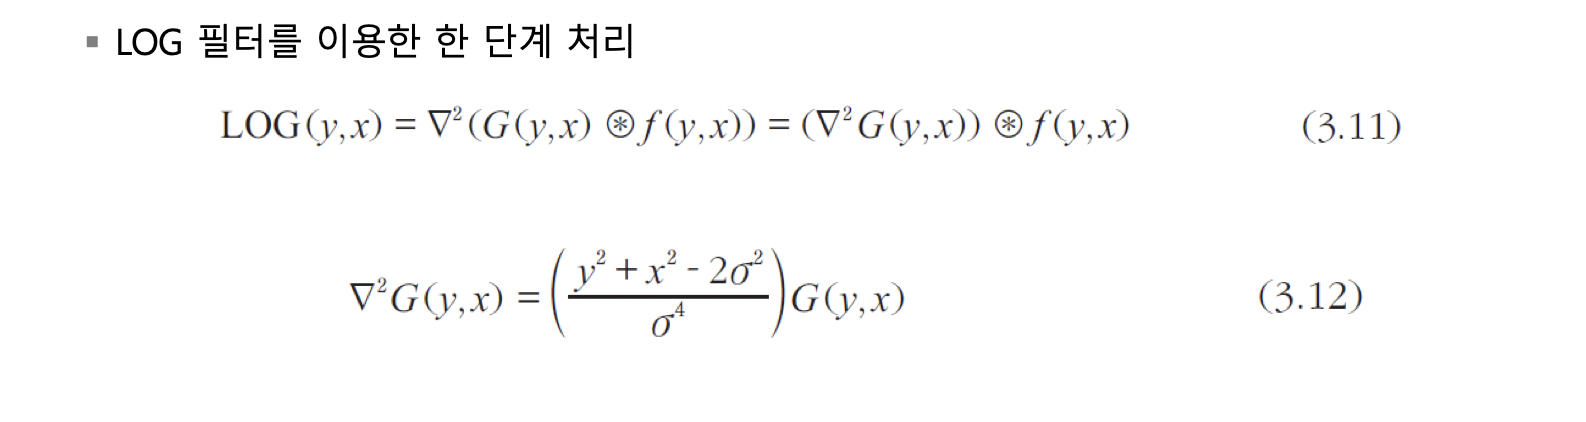 ▪ LOG 필터를 이용한 한 단계 처리
LOG(y,x) = ∇²(G(y,x) ⊛ f(y,x)) = (∇²G(y,x)) ⊛ f(y,x) (3.11)
∇²G(y,x) = ((y² + x² - 2σ²) / σ⁴) G(y,x) (3.12)